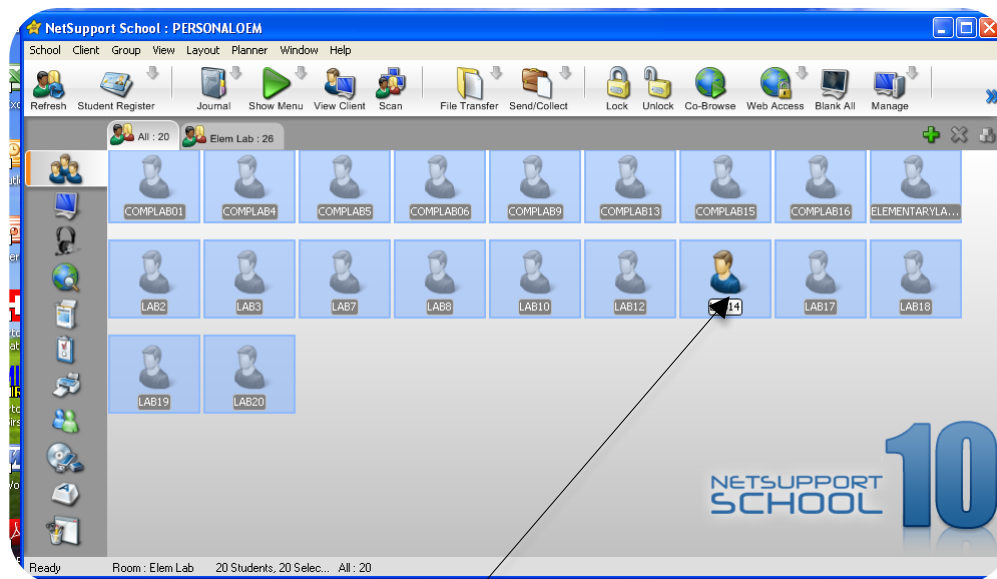 NetSupport School : PERSONALOEM
School Client Group View Layout Planner Window Help
Refresh Student Register Journal Show Menu View Client Scan File Transfer Send/Collect Lock Unlock Co-Browse Web Access Blank All Manage
All : 20 Elem Lab : 26
COMPLAB01 COMPLAB4 COMPLAB5 COMPLAB06 COMPLAB9 COMPLAB13 COMPLAB15 COMPLAB16 ELEMENTARYLA...
LAB2 LAB3 LAB7 LAB8 LAB10 LAB12 14 LAB17 LAB18
LAB19 LAB20
NETSUPPORT
SCHOOL 10
Ready Room : Elem Lab 20 Students, 20 Selec... All : 20